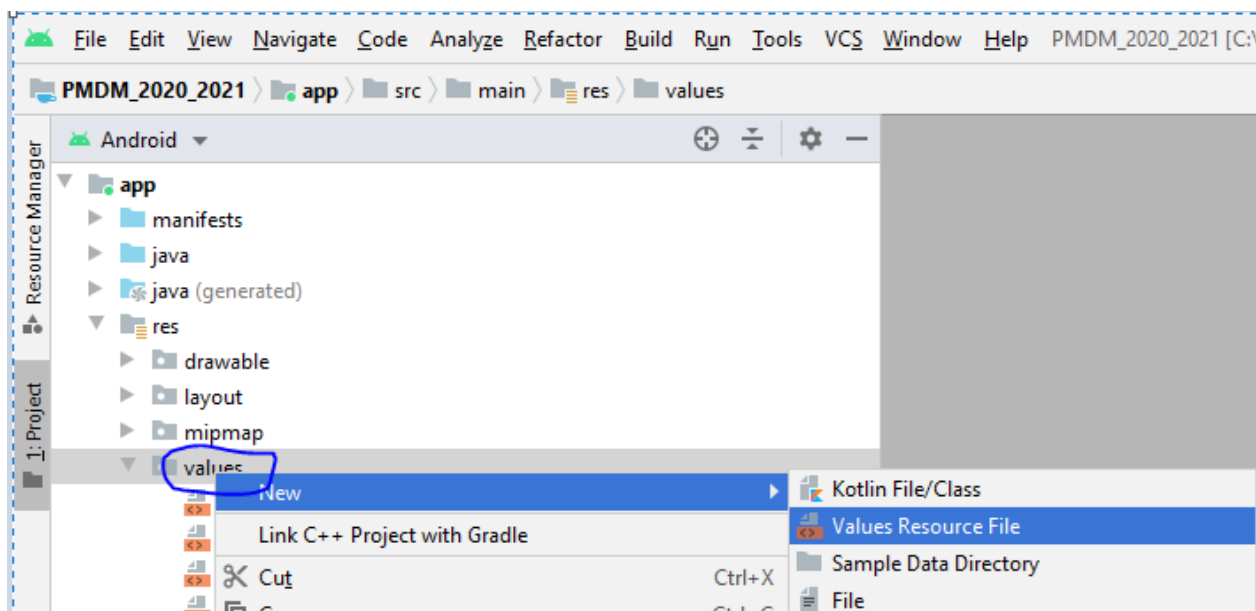 File Edit View Navigate Code Analyze Refactor Build Run Tools VCS Window Help PMDM_2020_2021 [C:\
PMDM_2020_2021 app src main res values
Android
Resource Manager
1: Project
app
manifests
java
java (generated)
res
drawable
layout
mipmap
values
New
Kotlin File/Class
Values Resource File
Link C++ Project with Gradle
Sample Data Directory
Cut Ctrl+X
File